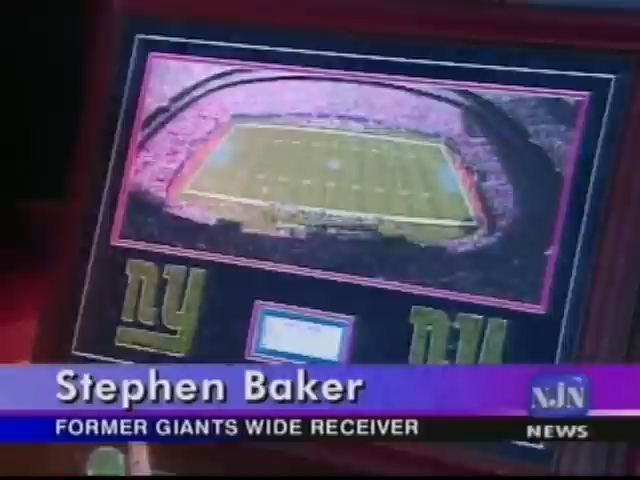 ny
ny
Stephen Baker
FORMER GIANTS WIDE RECEIVER
NJN
NEWS